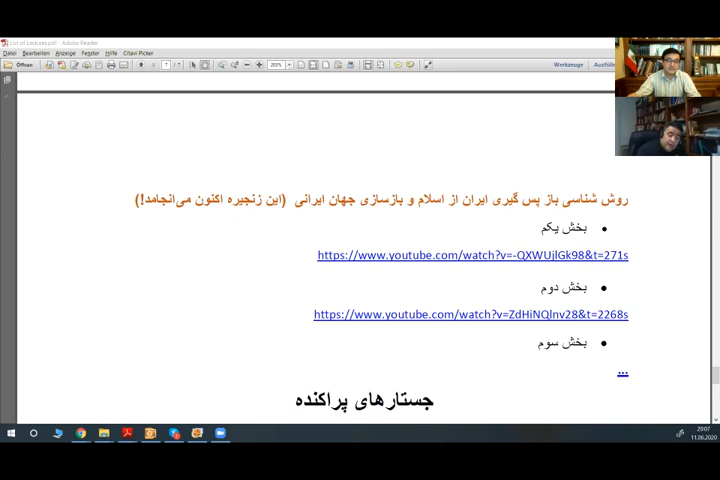 List of Lectures.pdf - Adobe Reader
Datei Bearbeiten Anzeige Fenster Hilfe Citavi Picker
Öffnen
7 / 7
200%
Werkzeuge
روش شناسی باز پس گیری ایران از اسلام و بازسازی جهان ایرانی (این زنجیره اکنون می‌انجامد!)
• بخش یکم
https://www.youtube.com/watch?v=-QXWUjlGk98&t=271s
• بخش دوم
https://www.youtube.com/watch?v=ZdHiNQlnv28&t=2268s
• بخش سوم
...
جستارهای پراکنده
20:07
11.06.2020